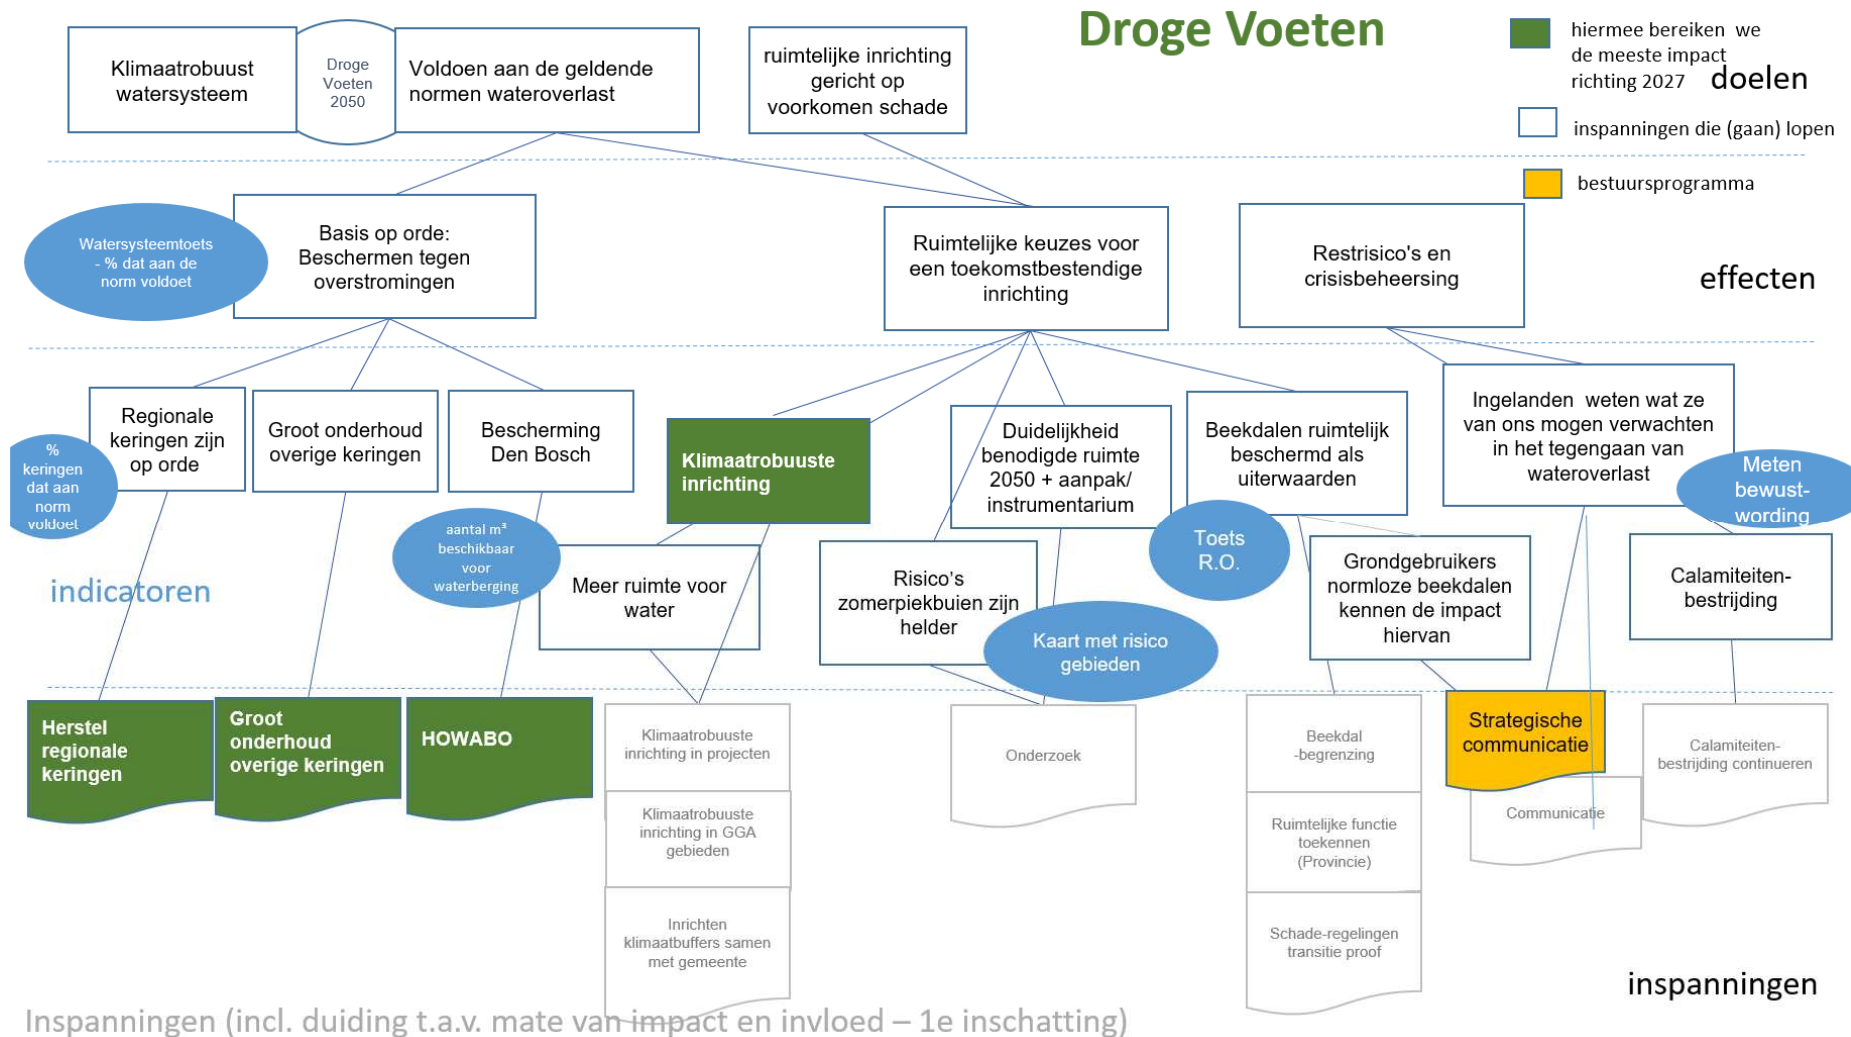 Droge Voeten
hiermee bereiken we
de meeste impact
richting 2027
doelen
inspanningen die (gaan) lopen
bestuursprogramma
Klimaatrobuust
watersysteem
Droge
Voeten
2050
Voldoen aan de geldende
normen wateroverlast
ruimtelijke inrichting
gericht op
voorkomen schade
Watersysteemtoets
- % dat aan de
norm voldoet
Basis op orde:
Beschermen tegen
overstromingen
Ruimtelijke keuzes voor
een toekomstbestendige
inrichting
Restrisico's en
crisisbeheersing
effecten
Regionale
keringen zijn
op orde
Groot onderhoud
overige keringen
Bescherming
Den Bosch
Klimaatrobuuste
inrichting
Duidelijkheid
benodigde ruimte
2050 + aanpak/
instrumentarium
Beekdalen ruimtelijk
beschermd als
uiterwaarden
Ingelanden weten wat ze
van ons mogen verwachten
in het tegengaan van
wateroverlast
%
keringen
dat aan
norm
voldoet
Meten
bewust-
wording
aantal m³
beschikbaar
voor
waterberging
Toets
R.O.
indicatoren
Meer ruimte voor
water
Risico's
zomerpiekbuien zijn
helder
Kaart met risico
gebieden
Grondgebruikers
normloze beekdalen
kennen de impact
hiervan
Calamiteiten-
bestrijding
Herstel
regionale
keringen
Groot
onderhoud
overige keringen
HOWABO
Klimaatrobuuste
inrichting in projecten
Klimaatrobuuste
inrichting in GGA
gebieden
Inrichten
klimaatbuffers samen
met gemeente
Onderzoek
Beekdal
-begrenzing
Ruimtelijke functie
toekennen
(Provincie)
Schade-regelingen
transitie proof
Strategische
communicatie
Communicatie
Calamiteiten-
bestrijding continueren
inspanningen
Inspanningen (incl. duiding t.a.v. mate van impact en invloed – 1e inschatting)